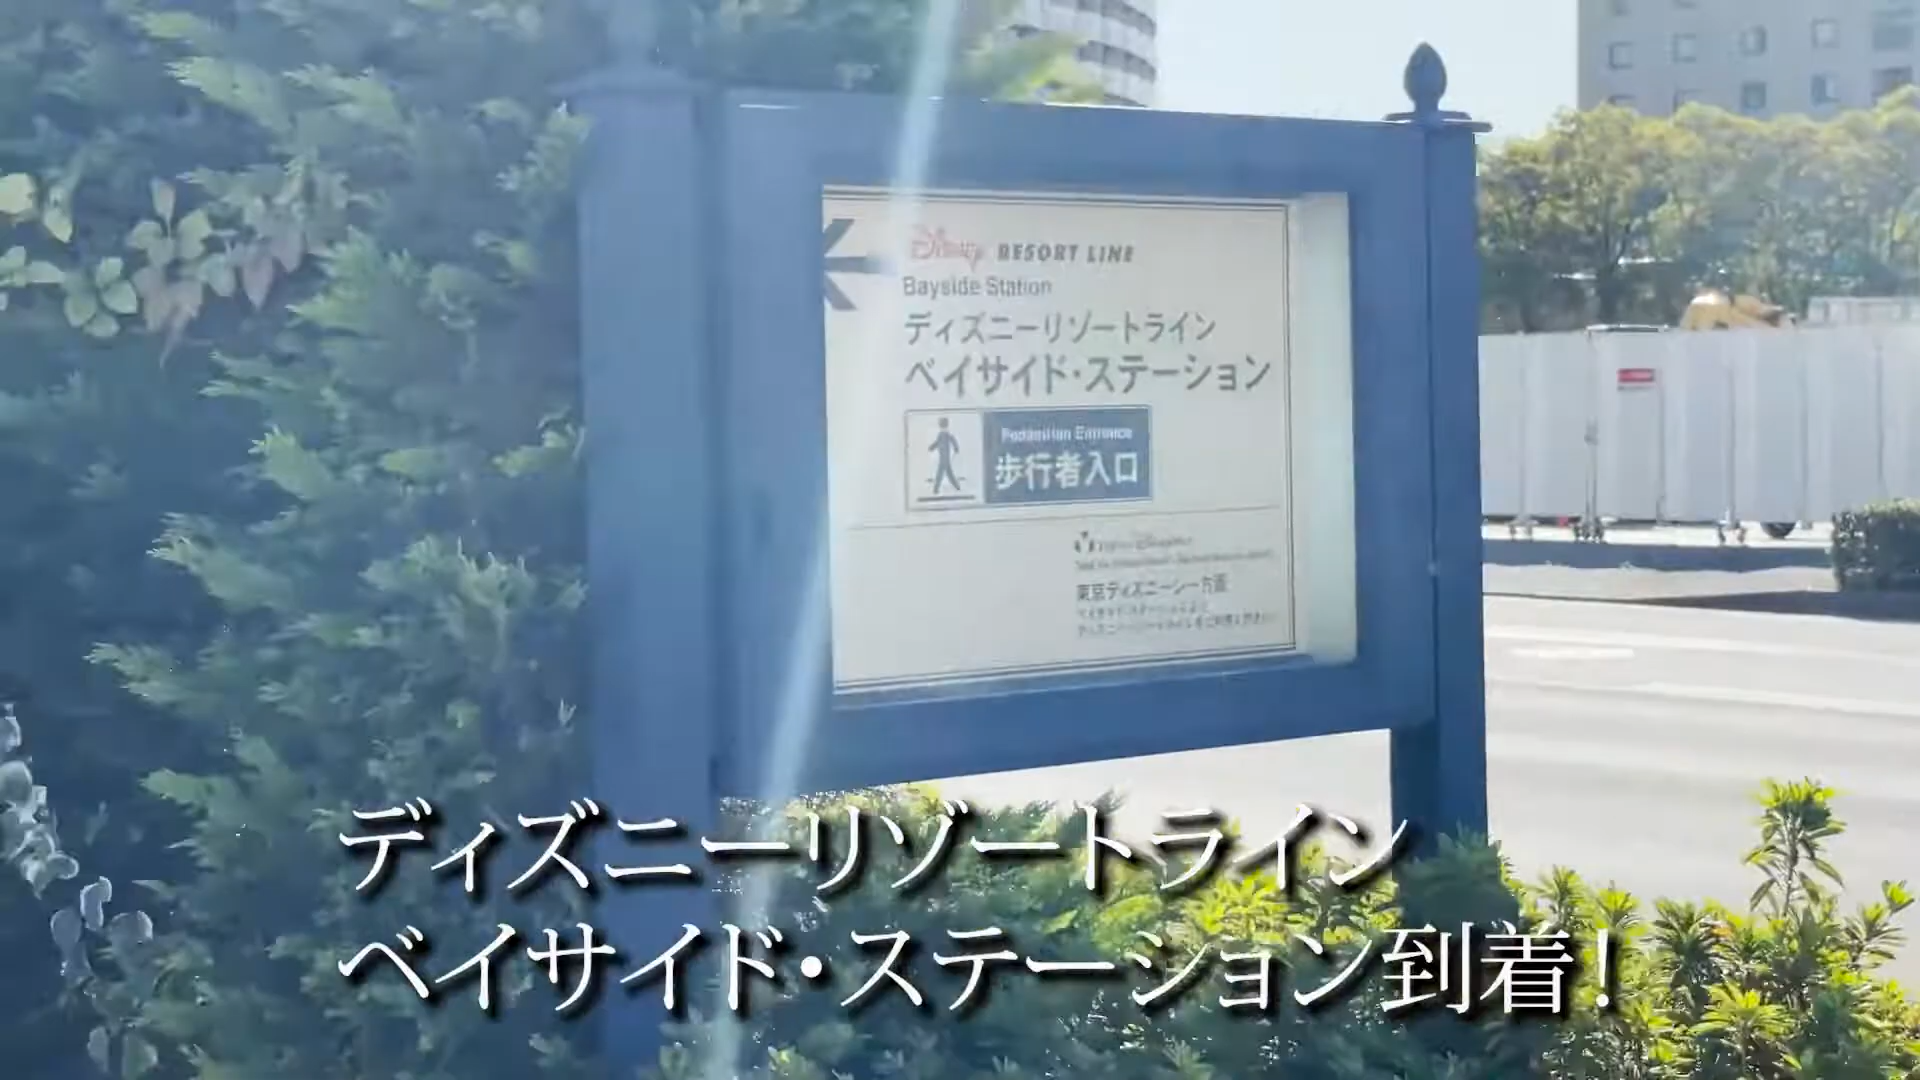 Disney RESORT LINE
Bayside Station
ディズニーリゾートライン
ベイサイド・ステーション
Pedestrian Entrance
歩行者入口
東京ディズニーシー方面
ディズニーリゾートライン
ベイサイド・ステーション到着!